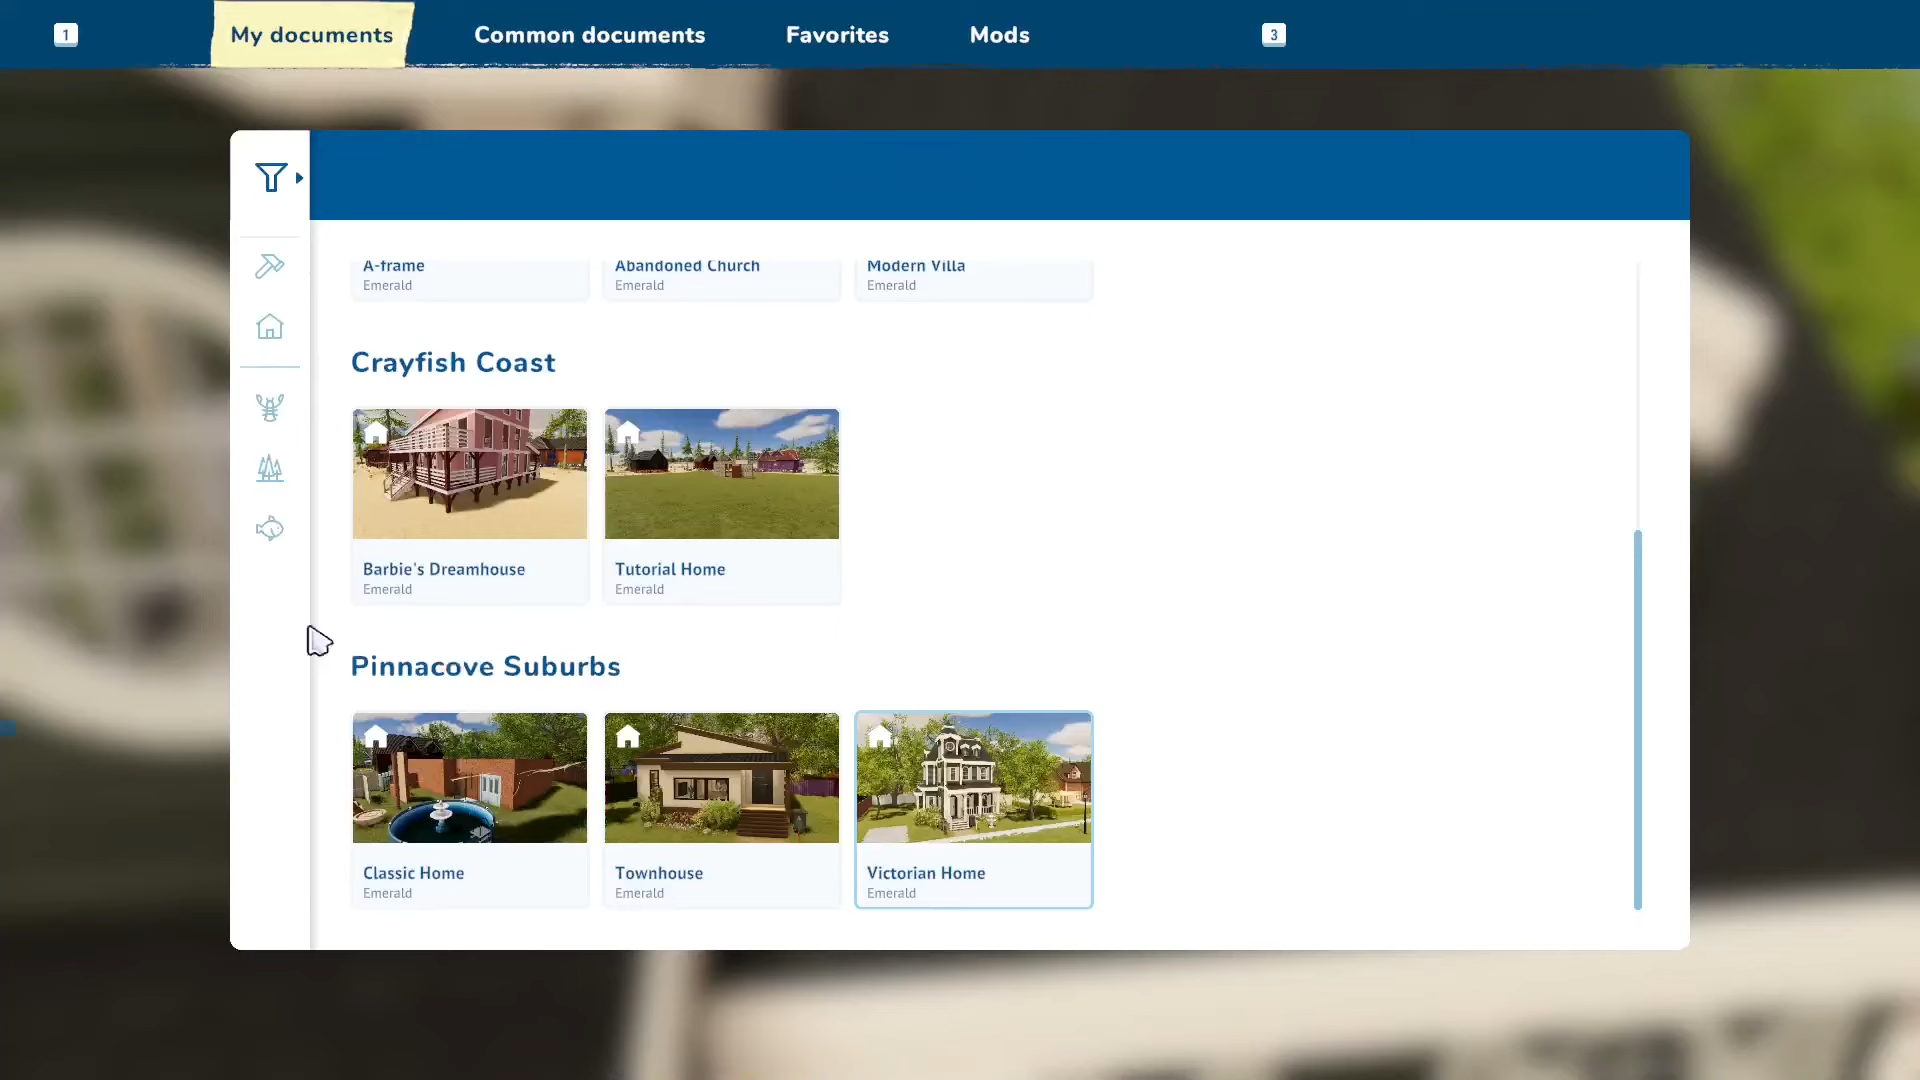 1
My documents
Common documents
Favorites
Mods
3
A-frame
Emerald
Abandoned Church
Emerald
Modern Villa
Emerald
Crayfish Coast
Barbie's Dreamhouse
Emerald
Tutorial Home
Emerald
Pinnacove Suburbs
Classic Home
Emerald
Townhouse
Emerald
Victorian Home
Emerald